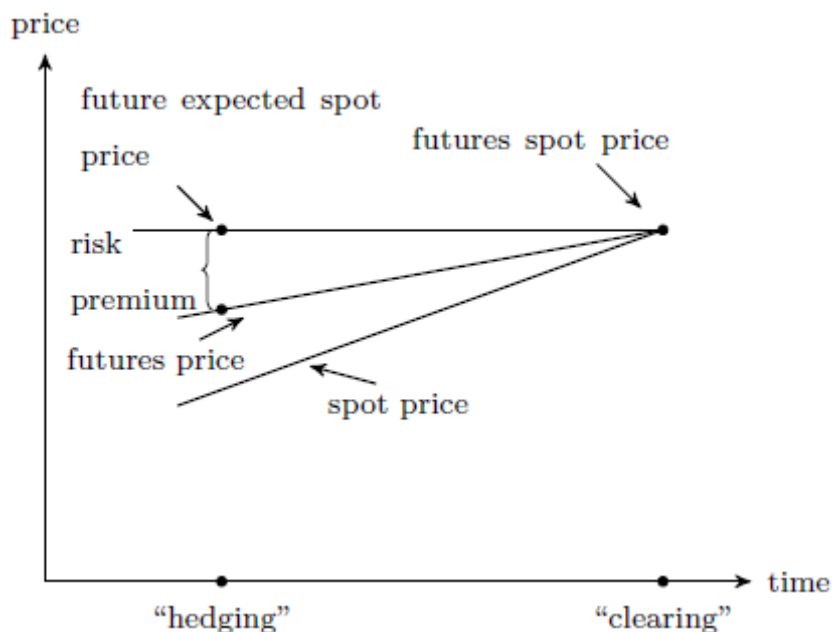 price
future expected spot
price
futures spot price
risk
premium
futures price
spot price
time
“hedging”
“clearing”